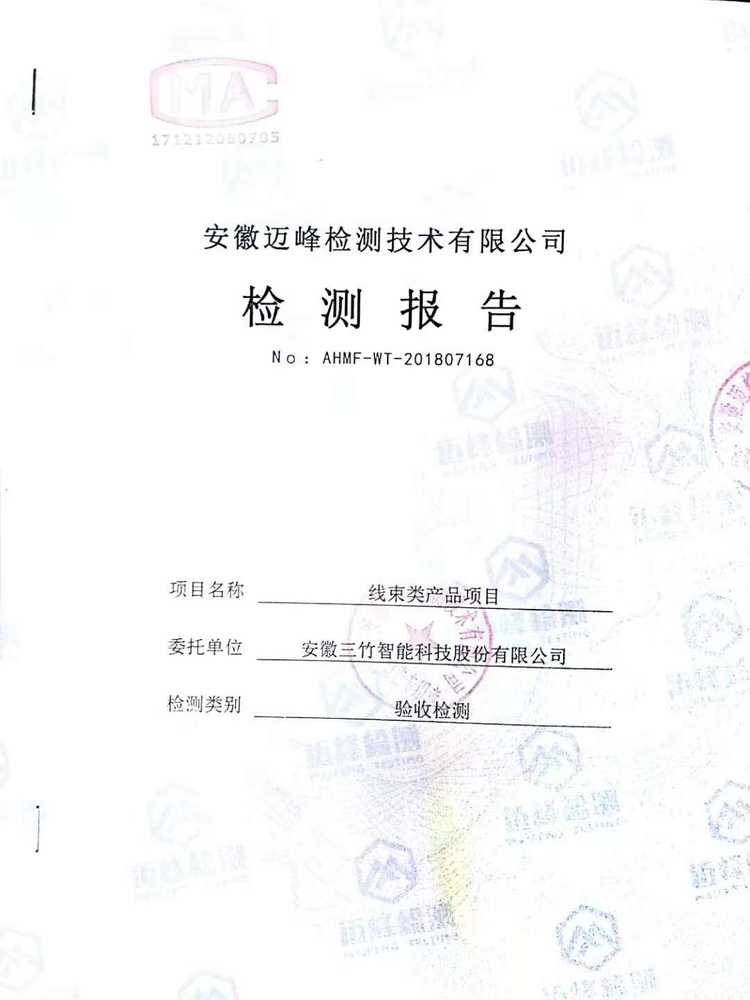 MAC
171212050705
安徽迈峰检测技术有限公司
检测报告
No：AHMF-WT-201807168
项目名称 线束类产品项目
委托单位 安徽三竹智能科技股份有限公司
检测类别 验收检测